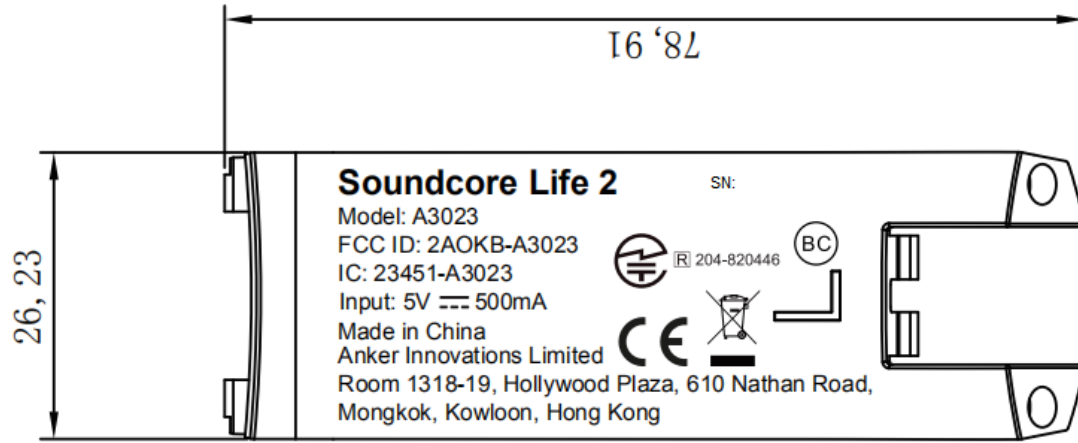 78,91
26,23
Soundcore Life 2
SN:
Model: A3023
FCC ID: 2AOKB-A3023
IC: 23451-A3023
Input: 5V ⎓ 500mA
Made in China
Anker Innovations Limited
Room 1318-19, Hollywood Plaza, 610 Nathan Road,
Mongkok, Kowloon, Hong Kong
R 204-820446
BC
L
CE